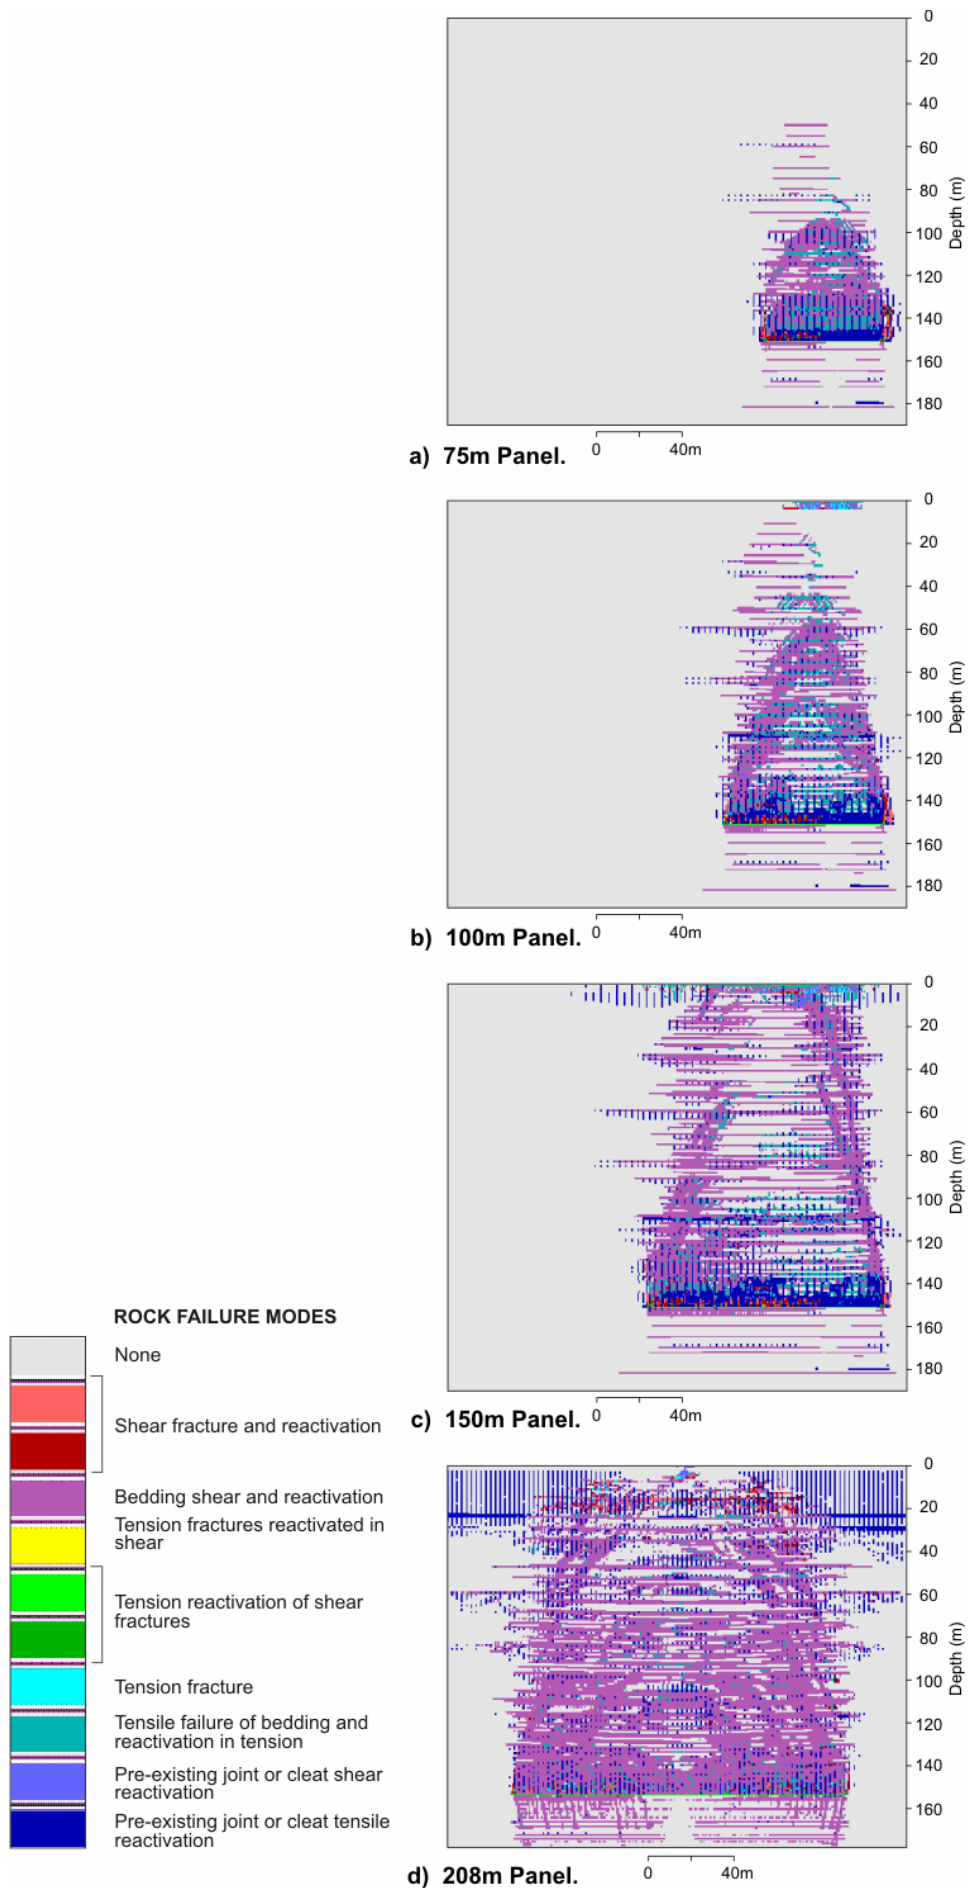 0
20
40
60
80
100
120
140
160
180
Depth (m)
0 40m
a) 75m Panel.
0
20
40
60
80
100
120
140
160
180
Depth (m)
0 40m
b) 100m Panel.
0
20
40
60
80
100
120
140
160
180
Depth (m)
0 40m
c) 150m Panel.
0
20
40
60
80
100
120
140
160
Depth (m)
0 40m
d) 208m Panel.
ROCK FAILURE MODES
None
Shear fracture and reactivation
Bedding shear and reactivation
Tension fractures reactivated in
shear
Tension reactivation of shear
fractures
Tension fracture
Tensile failure of bedding and
reactivation in tension
Pre-existing joint or cleat shear
reactivation
Pre-existing joint or cleat tensile
reactivation